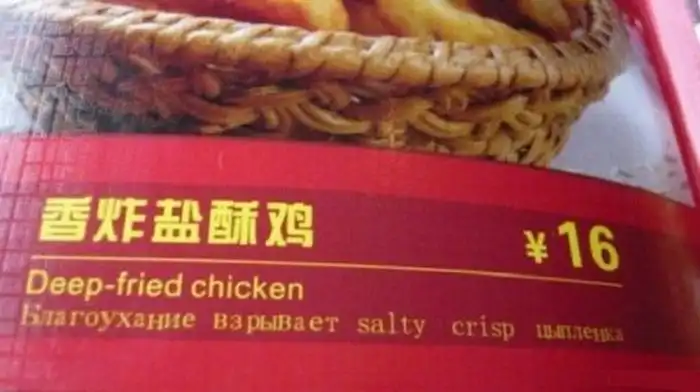 香炸盐酥鸡
¥16
Deep-fried chicken
Благоухание взрывает salty crisp цыпленка